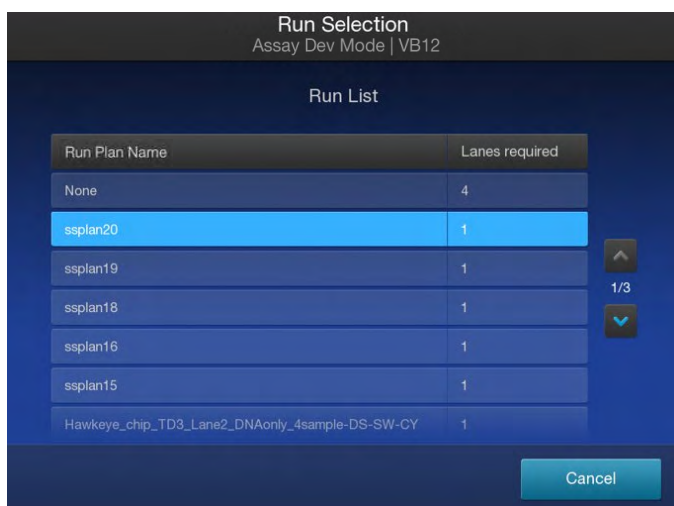 Run Selection
Assay Dev Mode | VB12
Run List
Run Plan Name Lanes required
None 4
ssplan20 1
ssplan19 1
ssplan18 1
ssplan16 1
ssplan15 1
Hawkeye_chip_TD3_Lane2_DNAonly_4sample-DS-SW-CY 1
1/3
Cancel